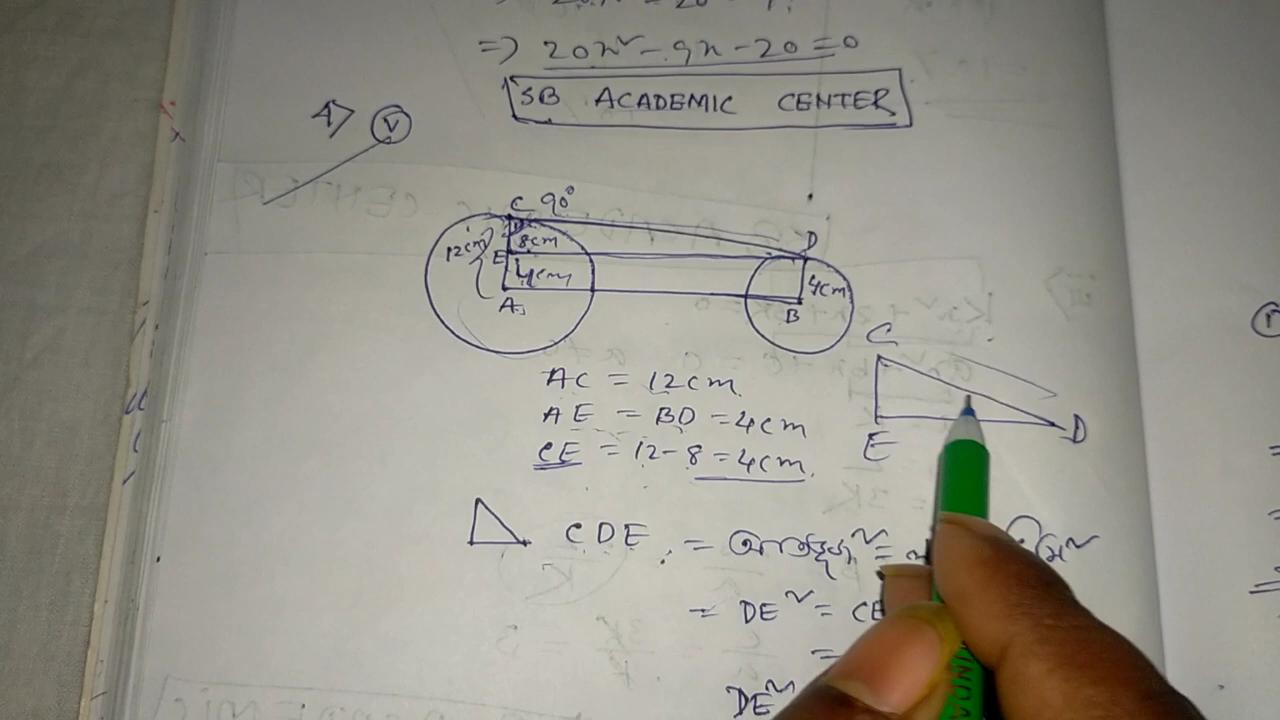 ⇒ 20x² - 9x - 20 = 0
SB ACADEMIC CENTER
4> V
C 90°
12cm 8cm
E D
4cm 4cm
A B
C
AC = 12cm
AE = BD = 4cm
E D
CE = 12-8 = 4cm
CDE =
= DE² = CE
=
DE²